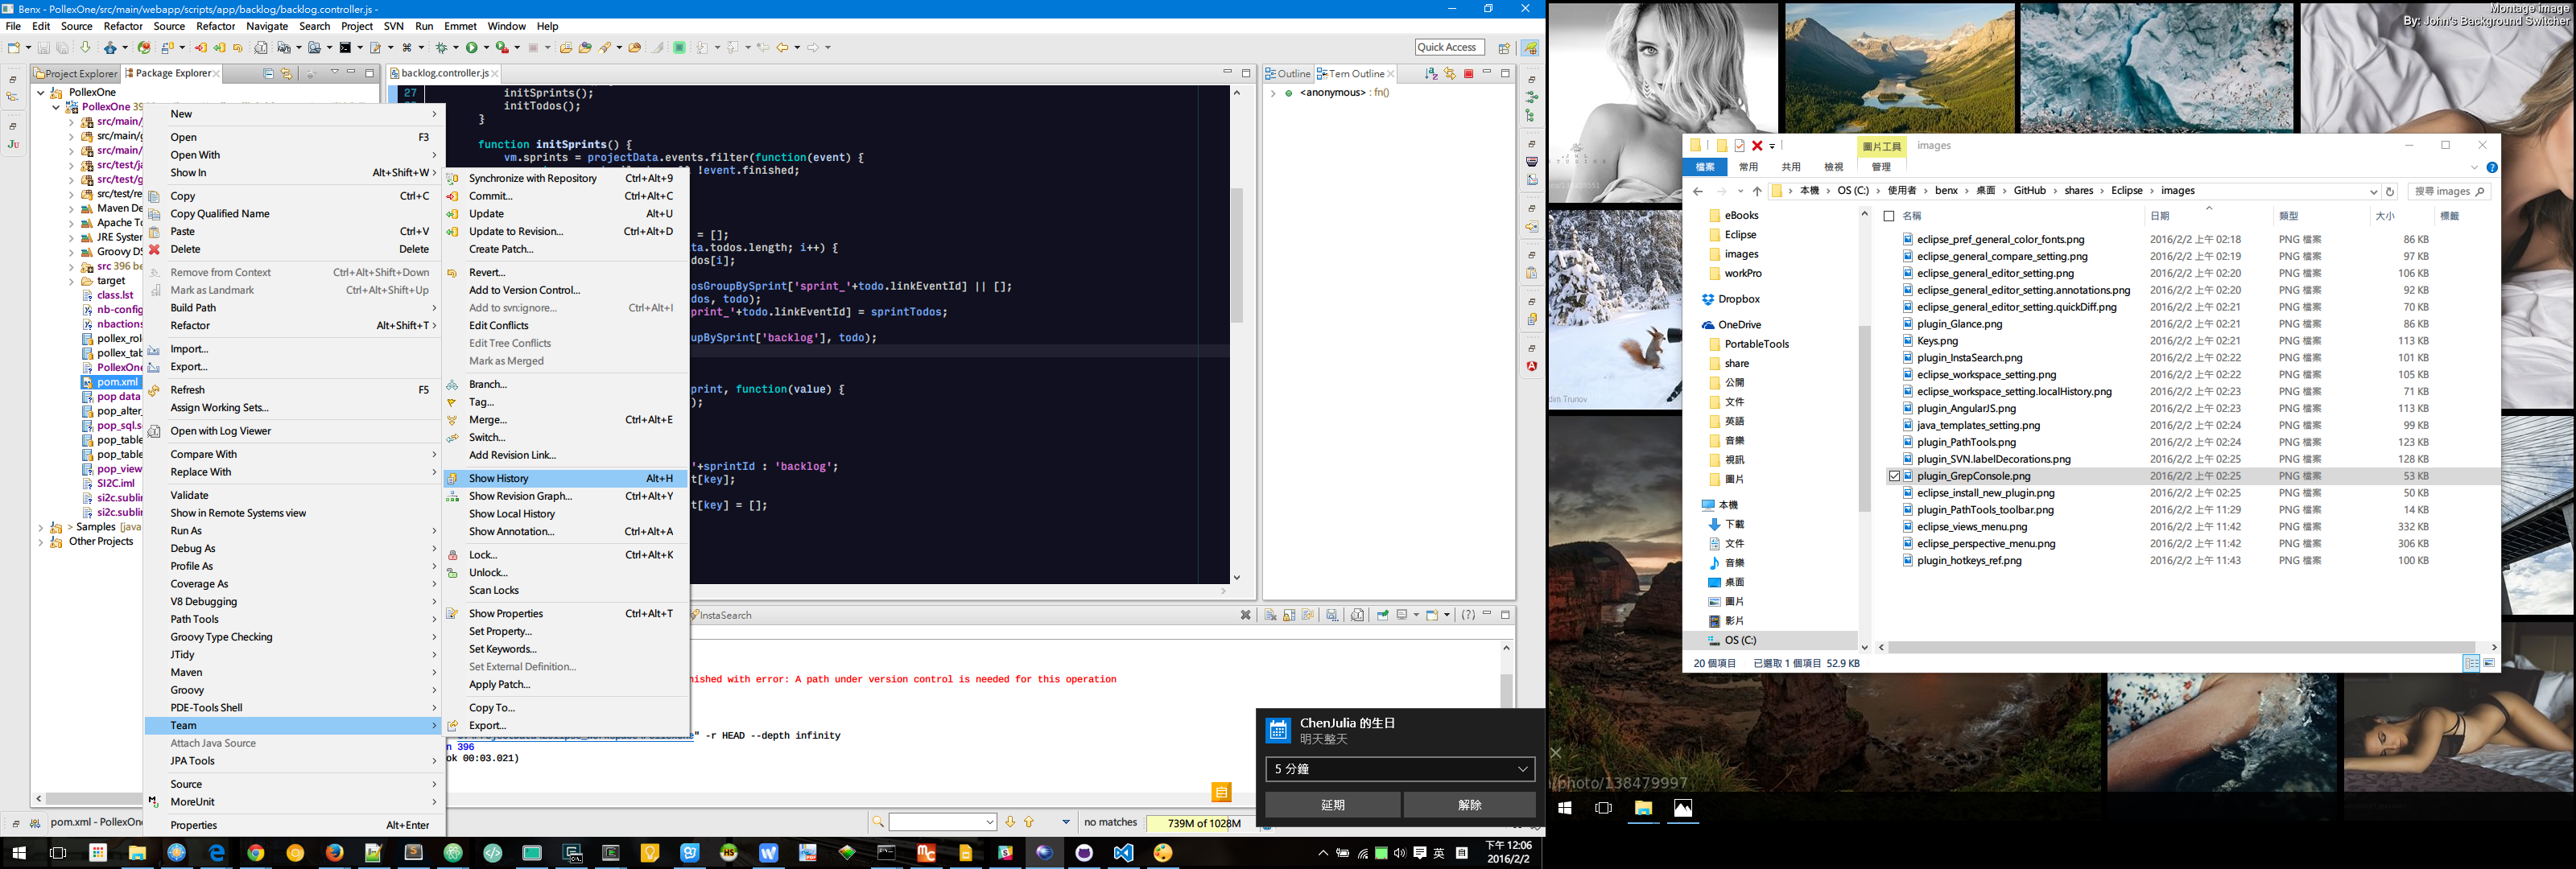 Benx - PollexOne/src/main/webapp/scripts/app/backlog/backlog.controller.js -
File Edit Source Refactor Source Refactor Navigate Search Project SVN Run Emmet Window Help
Quick Access
Project Explorer
Package Explorer
PollexOne
PollexOne 39
src/main/j
src/main/g
src/main/
src/test/ja
src/test/g
src/test/re
Maven De
Apache To
JRE System
Groovy DS
src 396 be
target
class.lst
nb-config
nbactions
pollex_rol
pollex_tab
PollexOne
pom.xml
pop data
pop_alter_
pop_sql.s
pop_table
pop_table
pop_view
SI2C.iml
si2c.sublin
si2c.sublin
> Samples [java
Other Projects
New
Open F3
Open With
Show In Alt+Shift+W
Copy Ctrl+C
Copy Qualified Name
Paste Ctrl+V
Delete Delete
Remove from Context Ctrl+Alt+Shift+Down
Mark as Landmark Ctrl+Alt+Shift+Up
Build Path
Refactor Alt+Shift+T
Import...
Export...
Refresh F5
Assign Working Sets...
Open with Log Viewer
Compare With
Replace With
Validate
Show in Remote Systems view
Run As
Debug As
Profile As
Coverage As
V8 Debugging
Path Tools
Groovy Type Checking
JTidy
Maven
Groovy
PDE-Tools Shell
Team
Attach Java Source
JPA Tools
Source
MoreUnit
Properties Alt+Enter
Synchronize with Repository Ctrl+Alt+9
Commit... Ctrl+Alt+C
Update Alt+U
Update to Revision... Ctrl+Alt+D
Create Patch...
Revert...
Add to Version Control...
Add to svn:ignore... Ctrl+Alt+I
Edit Conflicts
Edit Tree Conflicts
Mark as Merged
Branch...
Tag...
Merge... Ctrl+Alt+E
Switch...
Add Revision Link...
Show History Alt+H
Show Revision Graph... Ctrl+Alt+Y
Show Local History
Show Annotation... Ctrl+Alt+A
Lock... Ctrl+Alt+K
Unlock...
Scan Locks
Show Properties Ctrl+Alt+T
Set Property...
Set Keywords...
Set External Definition...
Apply Patch...
Copy To...
Export...
backlog.controller.js
27 initSprints();
initTodos();
}
function initSprints() {
vm.sprints = projectData.events.filter(function(event) {
!event.finished;
= [];
ta.todos.length; i++) {
dos[i];
osGroupBySprint['sprint_'+todo.linkEventId] || [];
dos, todo);
print_'+todo.linkEventId] = sprintTodos;
upBySprint['backlog'], todo);
print, function(value) {
);
'+sprintId : 'backlog';
t[key];
t[key] = [];
Outline
Tern Outline
<anonymous> : fn()
InstaSearch
nished with error: A path under version control is needed for this operation
" -r HEAD --depth infinity
n 396
ok 00:03.021)
pom.xml - PollexOne
no matches
739M of 1028M
ChenJulia 的生日
明天整天
5 分鐘
延期
解除
英
下午 12:06
2016/2/2
Montage image
By: John's Background Switcher
dim Trunov
/photo/138479997
圖片工具
images
檔案 常用 共用 檢視 管理
本機 OS (C:) 使用者 benx 桌面 GitHub shares Eclipse images
搜尋 images
eBooks
Eclipse
images
workPro
Dropbox
OneDrive
PortableTools
share
公開
文件
英語
音樂
視訊
圖片
本機
下載
文件
音樂
桌面
圖片
影片
OS (C:)
名稱 日期 類型 大小 標籤
eclipse_pref_general_color_fonts.png 2016/2/2 上午 02:18 PNG 檔案 86 KB
eclipse_general_compare_setting.png 2016/2/2 上午 02:19 PNG 檔案 97 KB
eclipse_general_editor_setting.png 2016/2/2 上午 02:20 PNG 檔案 106 KB
eclipse_general_editor_setting.annotations.png 2016/2/2 上午 02:20 PNG 檔案 92 KB
eclipse_general_editor_setting.quickDiff.png 2016/2/2 上午 02:21 PNG 檔案 70 KB
plugin_Glance.png 2016/2/2 上午 02:21 PNG 檔案 86 KB
Keys.png 2016/2/2 上午 02:21 PNG 檔案 113 KB
plugin_InstaSearch.png 2016/2/2 上午 02:22 PNG 檔案 101 KB
eclipse_workspace_setting.png 2016/2/2 上午 02:22 PNG 檔案 105 KB
eclipse_workspace_setting.localHistory.png 2016/2/2 上午 02:23 PNG 檔案 71 KB
plugin_AngularJS.png 2016/2/2 上午 02:23 PNG 檔案 113 KB
java_templates_setting.png 2016/2/2 上午 02:24 PNG 檔案 99 KB
plugin_PathTools.png 2016/2/2 上午 02:24 PNG 檔案 123 KB
plugin_SVN.labelDecorations.png 2016/2/2 上午 02:25 PNG 檔案 128 KB
plugin_GrepConsole.png 2016/2/2 上午 02:25 PNG 檔案 53 KB
eclipse_install_new_plugin.png 2016/2/2 上午 02:25 PNG 檔案 50 KB
plugin_PathTools_toolbar.png 2016/2/2 上午 11:29 PNG 檔案 14 KB
eclipse_views_menu.png 2016/2/2 上午 11:42 PNG 檔案 332 KB
eclipse_perspective_menu.png 2016/2/2 上午 11:42 PNG 檔案 306 KB
plugin_hotkeys_ref.png 2016/2/2 上午 11:43 PNG 檔案 100 KB
20 個項目 已選取 1 個項目 52.9 KB